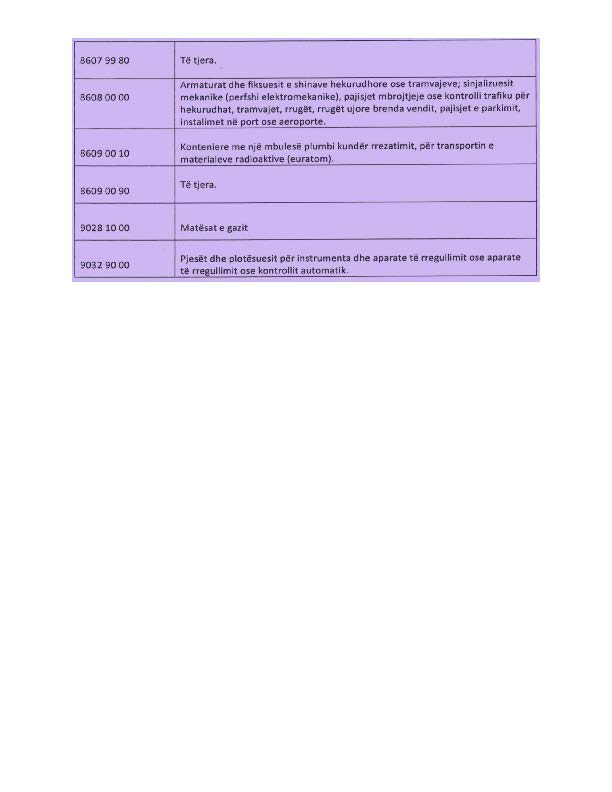 8607 99 80 Të tjera.
8608 00 00 Armaturat dhe fiksuesit e shinave hekurudhore ose tramvajeve; sinjalizuesit
mekanike (perfshi elektromekanike), pajisjet mbrojtjeje ose kontrolli trafiku për
hekurudhat, tramvajet, rrugët, rrugët ujore brenda vendit, pajisjet e parkimit,
instalimet në port ose aeroporte.
8609 00 10 Konteniere me një mbulesë plumbi kundër rrezatimit, për transportin e
materialeve radioaktive (euratom).
8609 00 90 Të tjera.
9028 10 00 Matësat e gazit
9032 90 00 Pjesët dhe plotësuesit për instrumenta dhe aparate të rregullimit ose aparate
të rregullimit ose kontrollit automatik.